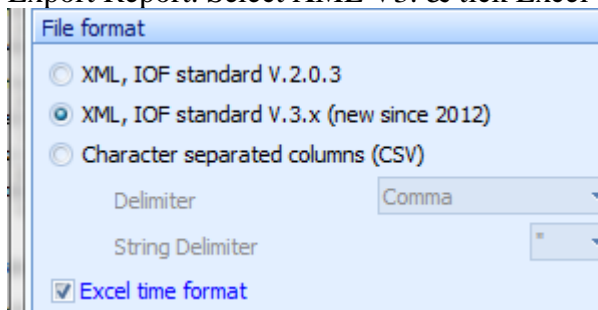 Export Report. Select XML V3. & tick Excel
File format
XML, IOF standard V.2.0.3
XML, IOF standard V.3.x (new since 2012)
Character separated columns (CSV)
Delimiter Comma
String Delimiter "
Excel time format